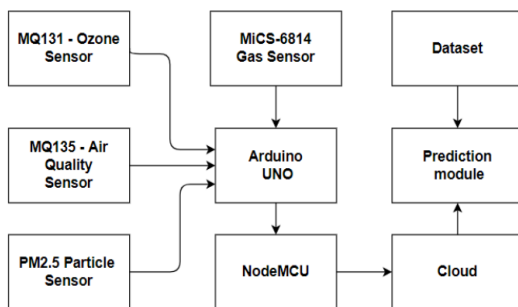 MQ131 - Ozone
Sensor
MiCS-6814
Gas Sensor
Dataset
MQ135 - Air
Quality
Sensor
Arduino
UNO
Prediction
module
PM2.5 Particle
Sensor
NodeMCU
Cloud